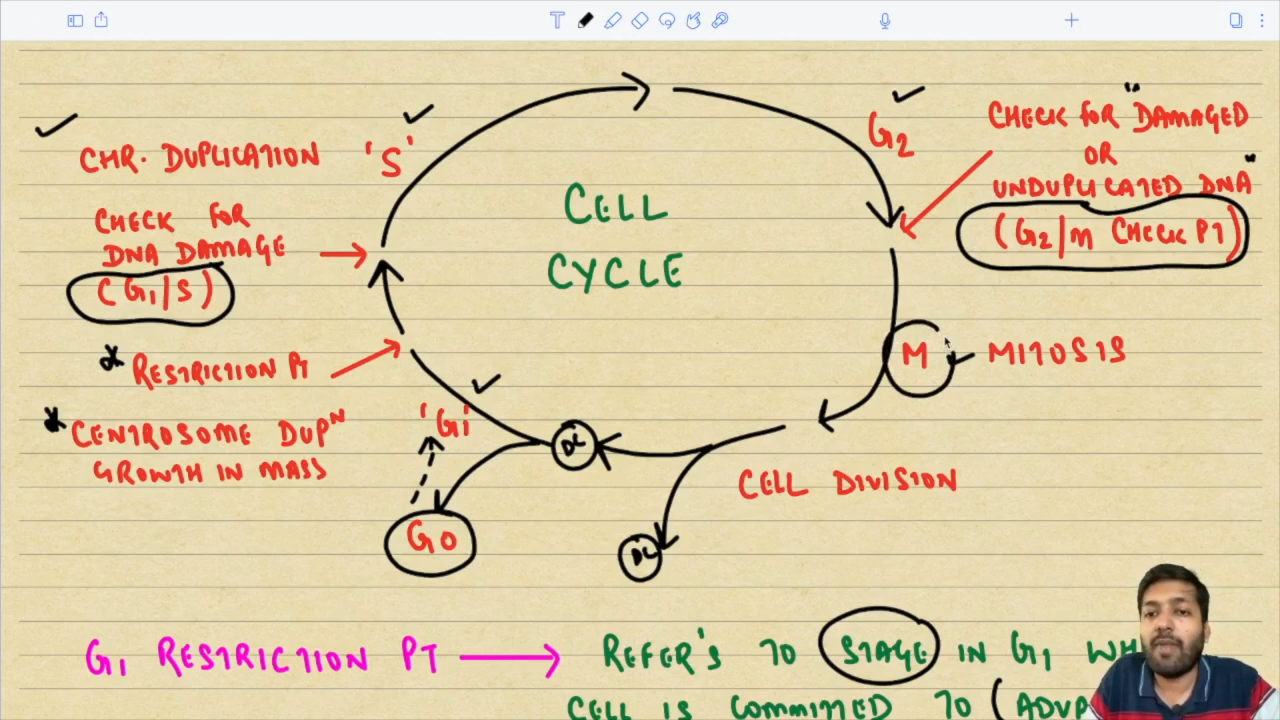 CHR. DUPLICATION
'S'
CHECK FOR
DNA DAMAGE
(G1/S)
RESTRICTION PT
CENTROSOME DUPN
GROWTH IN MASS
'G1'
G0
CELL
CYCLE
G2
CHECK FOR "DAMAGED
OR
UNDUPLICATED DNA"
(G2/M CHECK PT)
M
MITOSIS
CELL DIVISION
DC
DC
G1 RESTRICTION PT → REFER'S TO STAGE IN G1
CELL IS COMMITTED TO